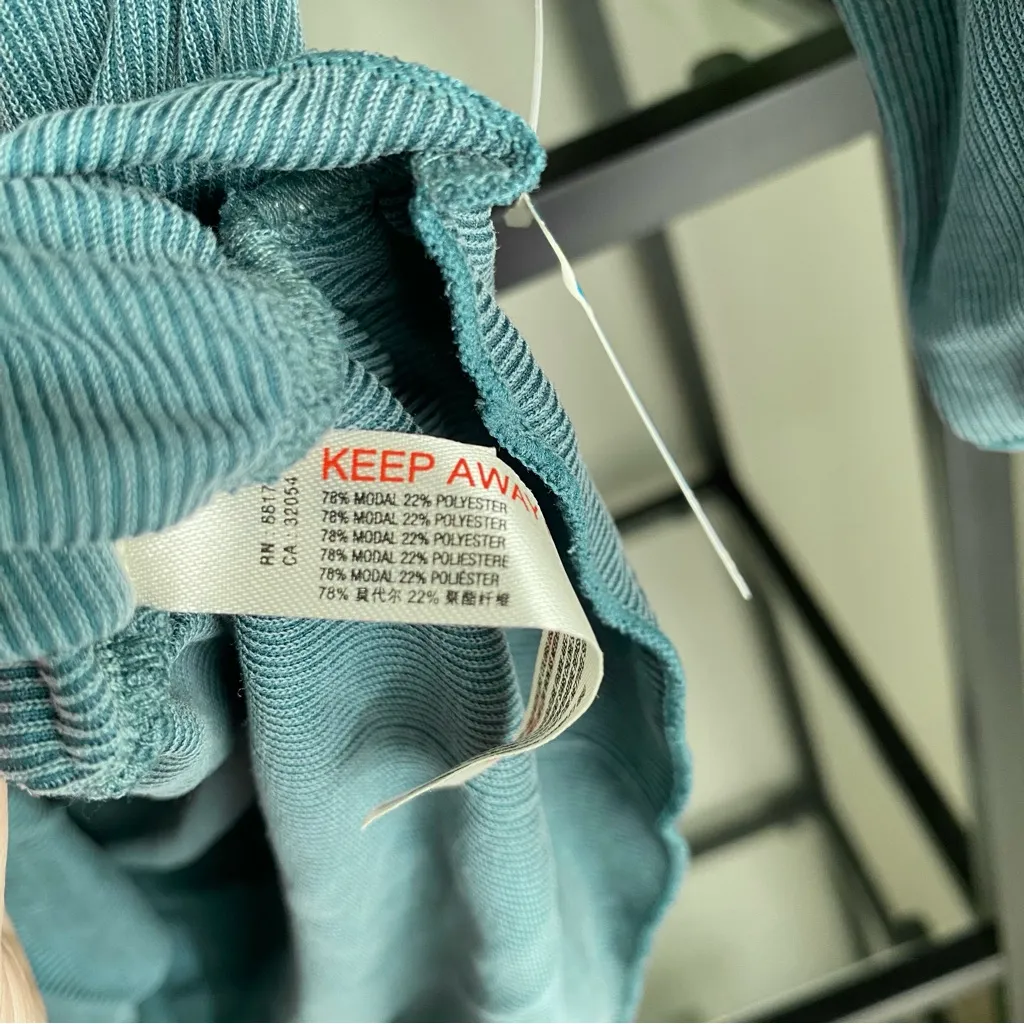 KEEP AWAY
78% MODAL 22% POLYESTER
78% MODAL 22% POLYESTER
78% MODAL 22% POLYESTER
78% MODAL 22% POLIESTERE
78% MODAL 22% POLIÉSTER
78% 莫代尔 22% 聚酯纤维
RN
CA 32054